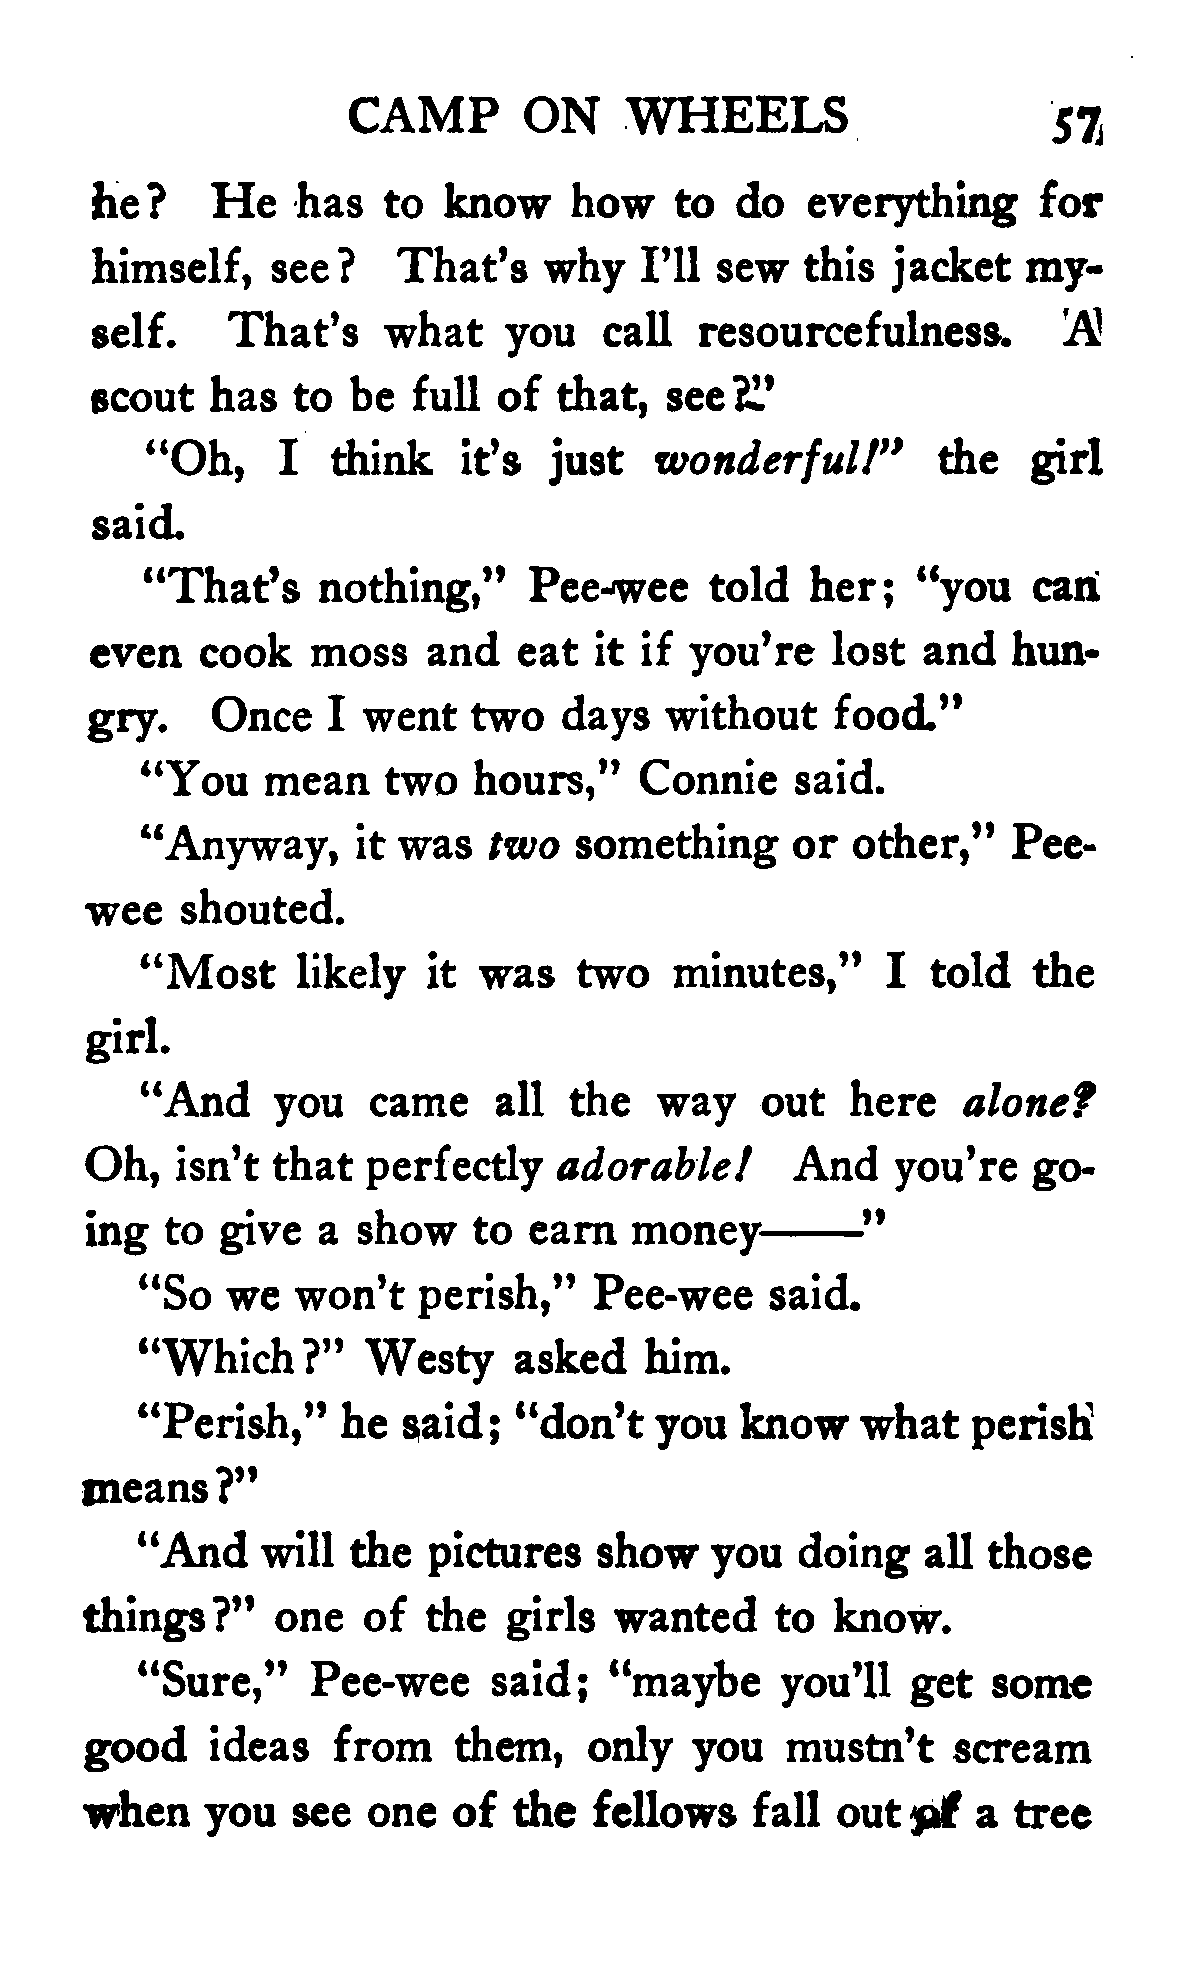 CAMP ON WHEELS 57
he? He has to know how to do everything for
himself, see? That's why I'll sew this jacket my-
self. That's what you call resourcefulness. A
scout has to be full of that, see?"
"Oh, I think it's just wonderful!" the girl
said.
"That's nothing," Pee-wee told her; "you can
even cook moss and eat it if you're lost and hun-
gry. Once I went two days without food."
"You mean two hours," Connie said.
"Anyway, it was two something or other," Pee-
wee shouted.
"Most likely it was two minutes," I told the
girl.
"And you came all the way out here alone?
Oh, isn't that perfectly adorable! And you're go-
ing to give a show to earn money——"
"So we won't perish," Pee-wee said.
"Which?" Westy asked him.
"Perish," he said; "don't you know what perish
means?"
"And will the pictures show you doing all those
things?" one of the girls wanted to know.
"Sure," Pee-wee said; "maybe you'll get some
good ideas from them, only you mustn't scream
when you see one of the fellows fall out of a tree